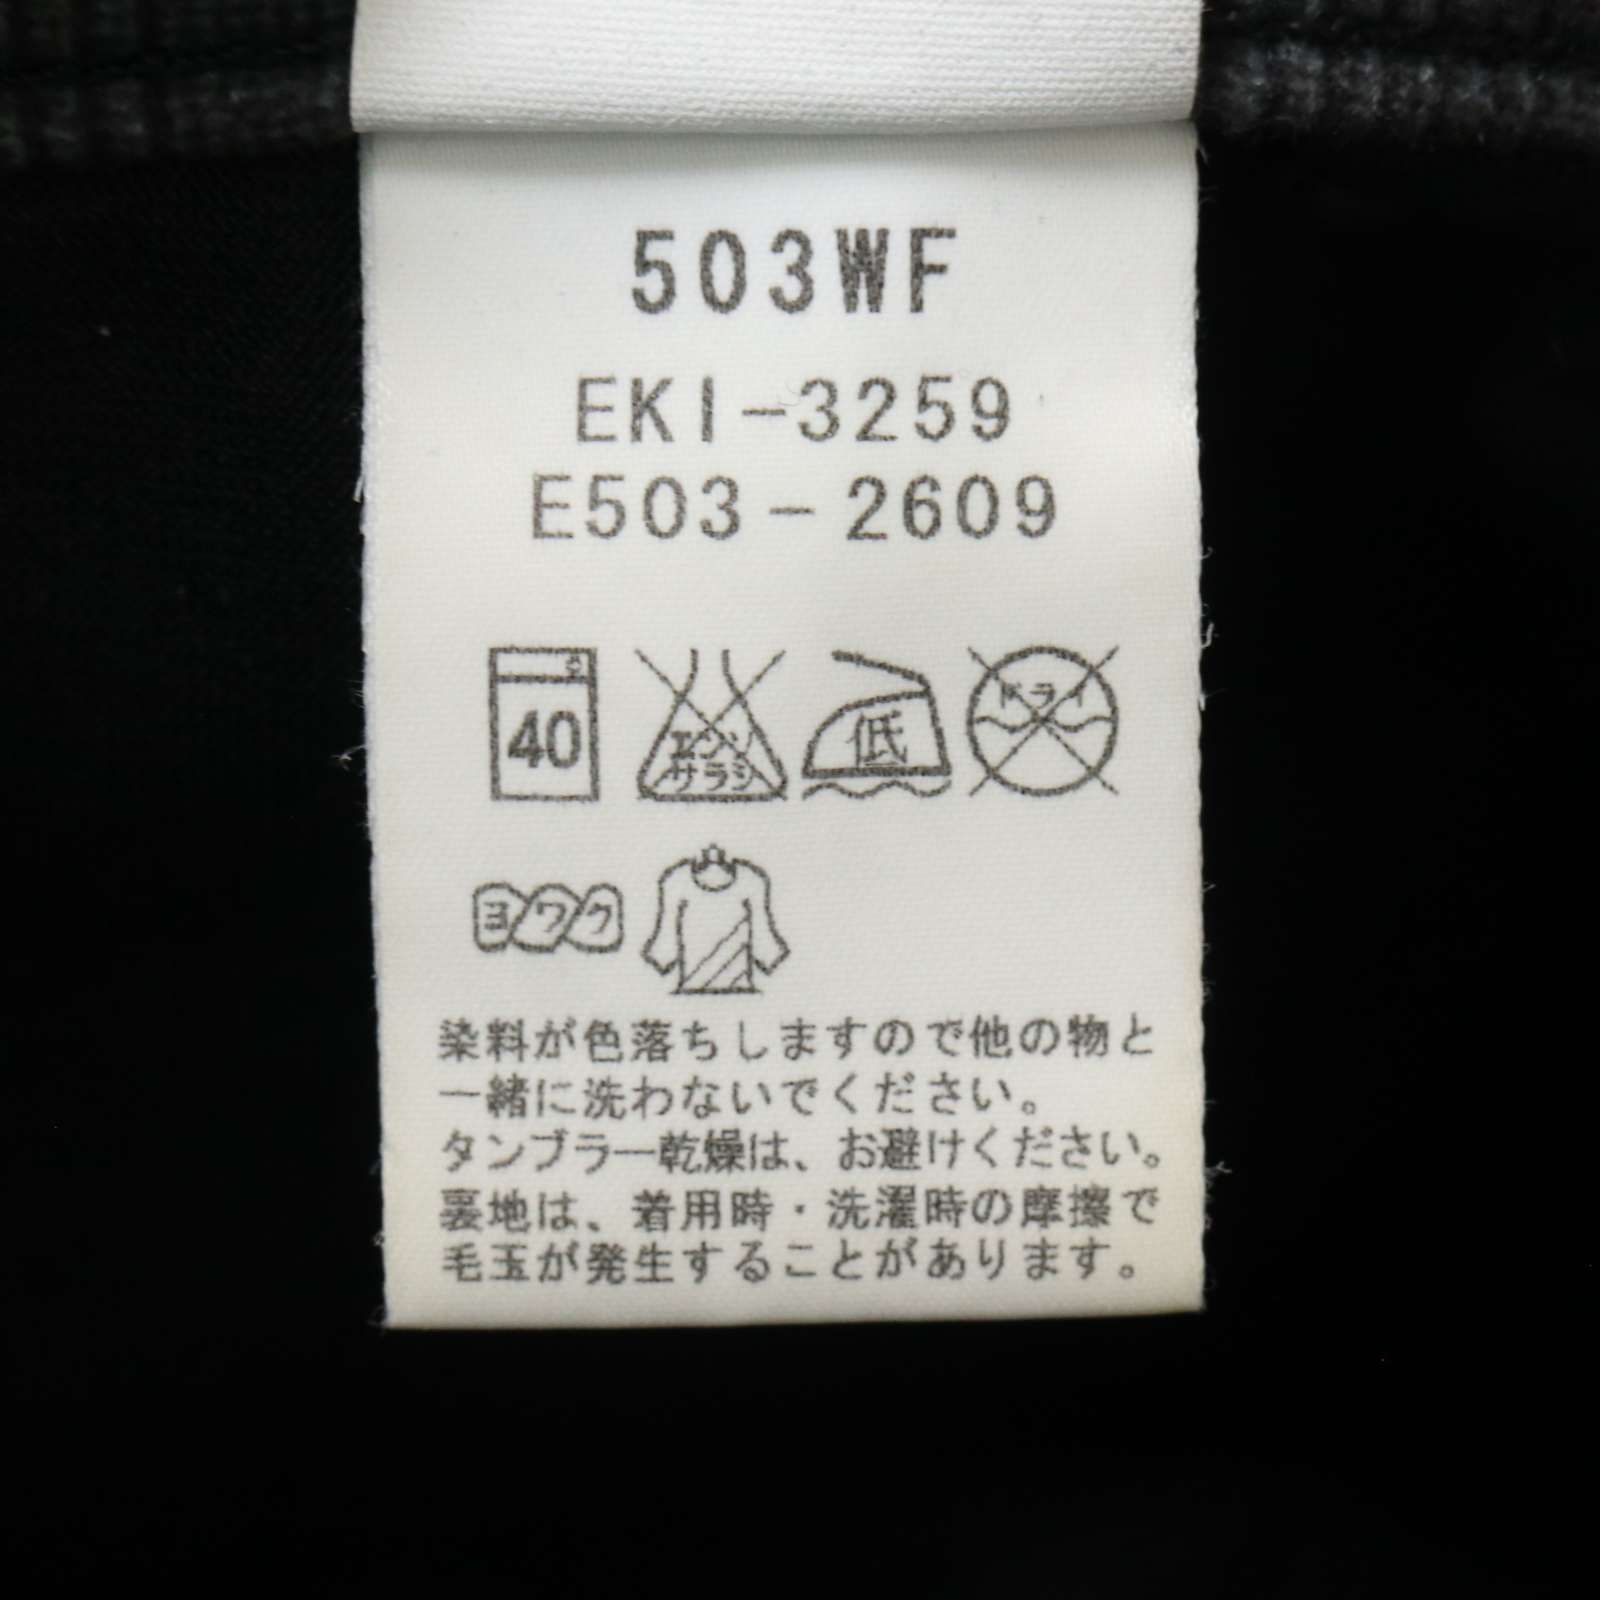 503WF
EKI-3259
E503-2609
40 エンソ サラシ 低 ドライ
ヨワク
染料が色落ちしますので他の物と
一緒に洗わないでください。
タンブラー乾燥は、お避けください。
裏地は、着用時・洗濯時の摩擦で
毛玉が発生することがあります。